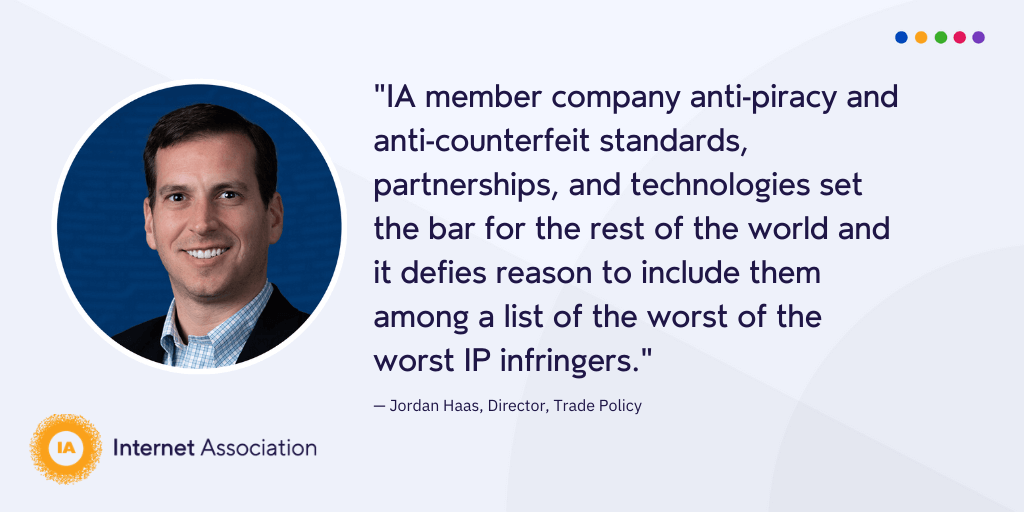 "IA member company anti-piracy and
anti-counterfeit standards,
partnerships, and technologies set
the bar for the rest of the world and
it defies reason to include them
among a list of the worst of the
worst IP infringers."
— Jordan Haas, Director, Trade Policy
IA
Internet Association